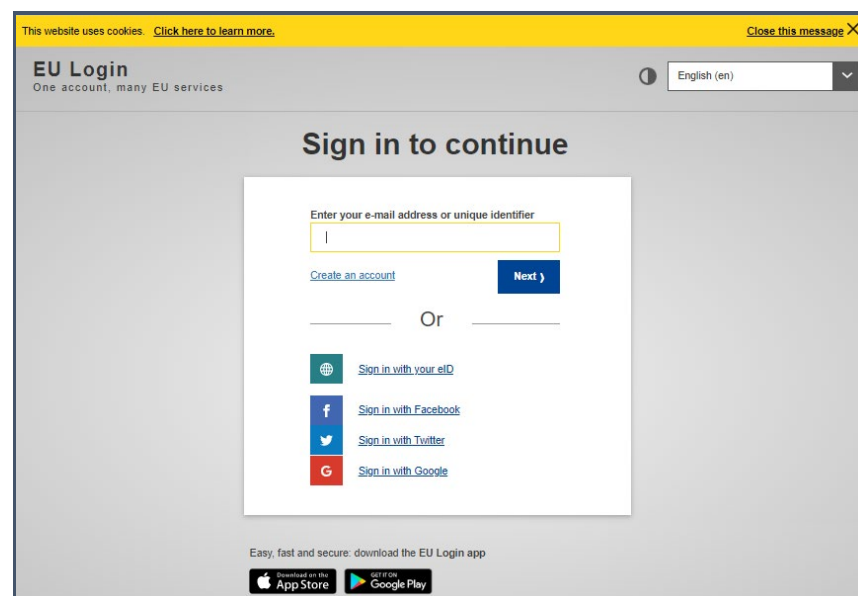 This website uses cookies. Click here to learn more. Close this message
EU Login
One account, many EU services
English (en)
Sign in to continue
Enter your e-mail address or unique identifier
Create an account Next
Or
Sign in with your eID
f Sign in with Facebook
Sign in with Twitter
G Sign in with Google
Easy, fast and secure: download the EU Login app
Download on the GET IT ON
App Store Google Play